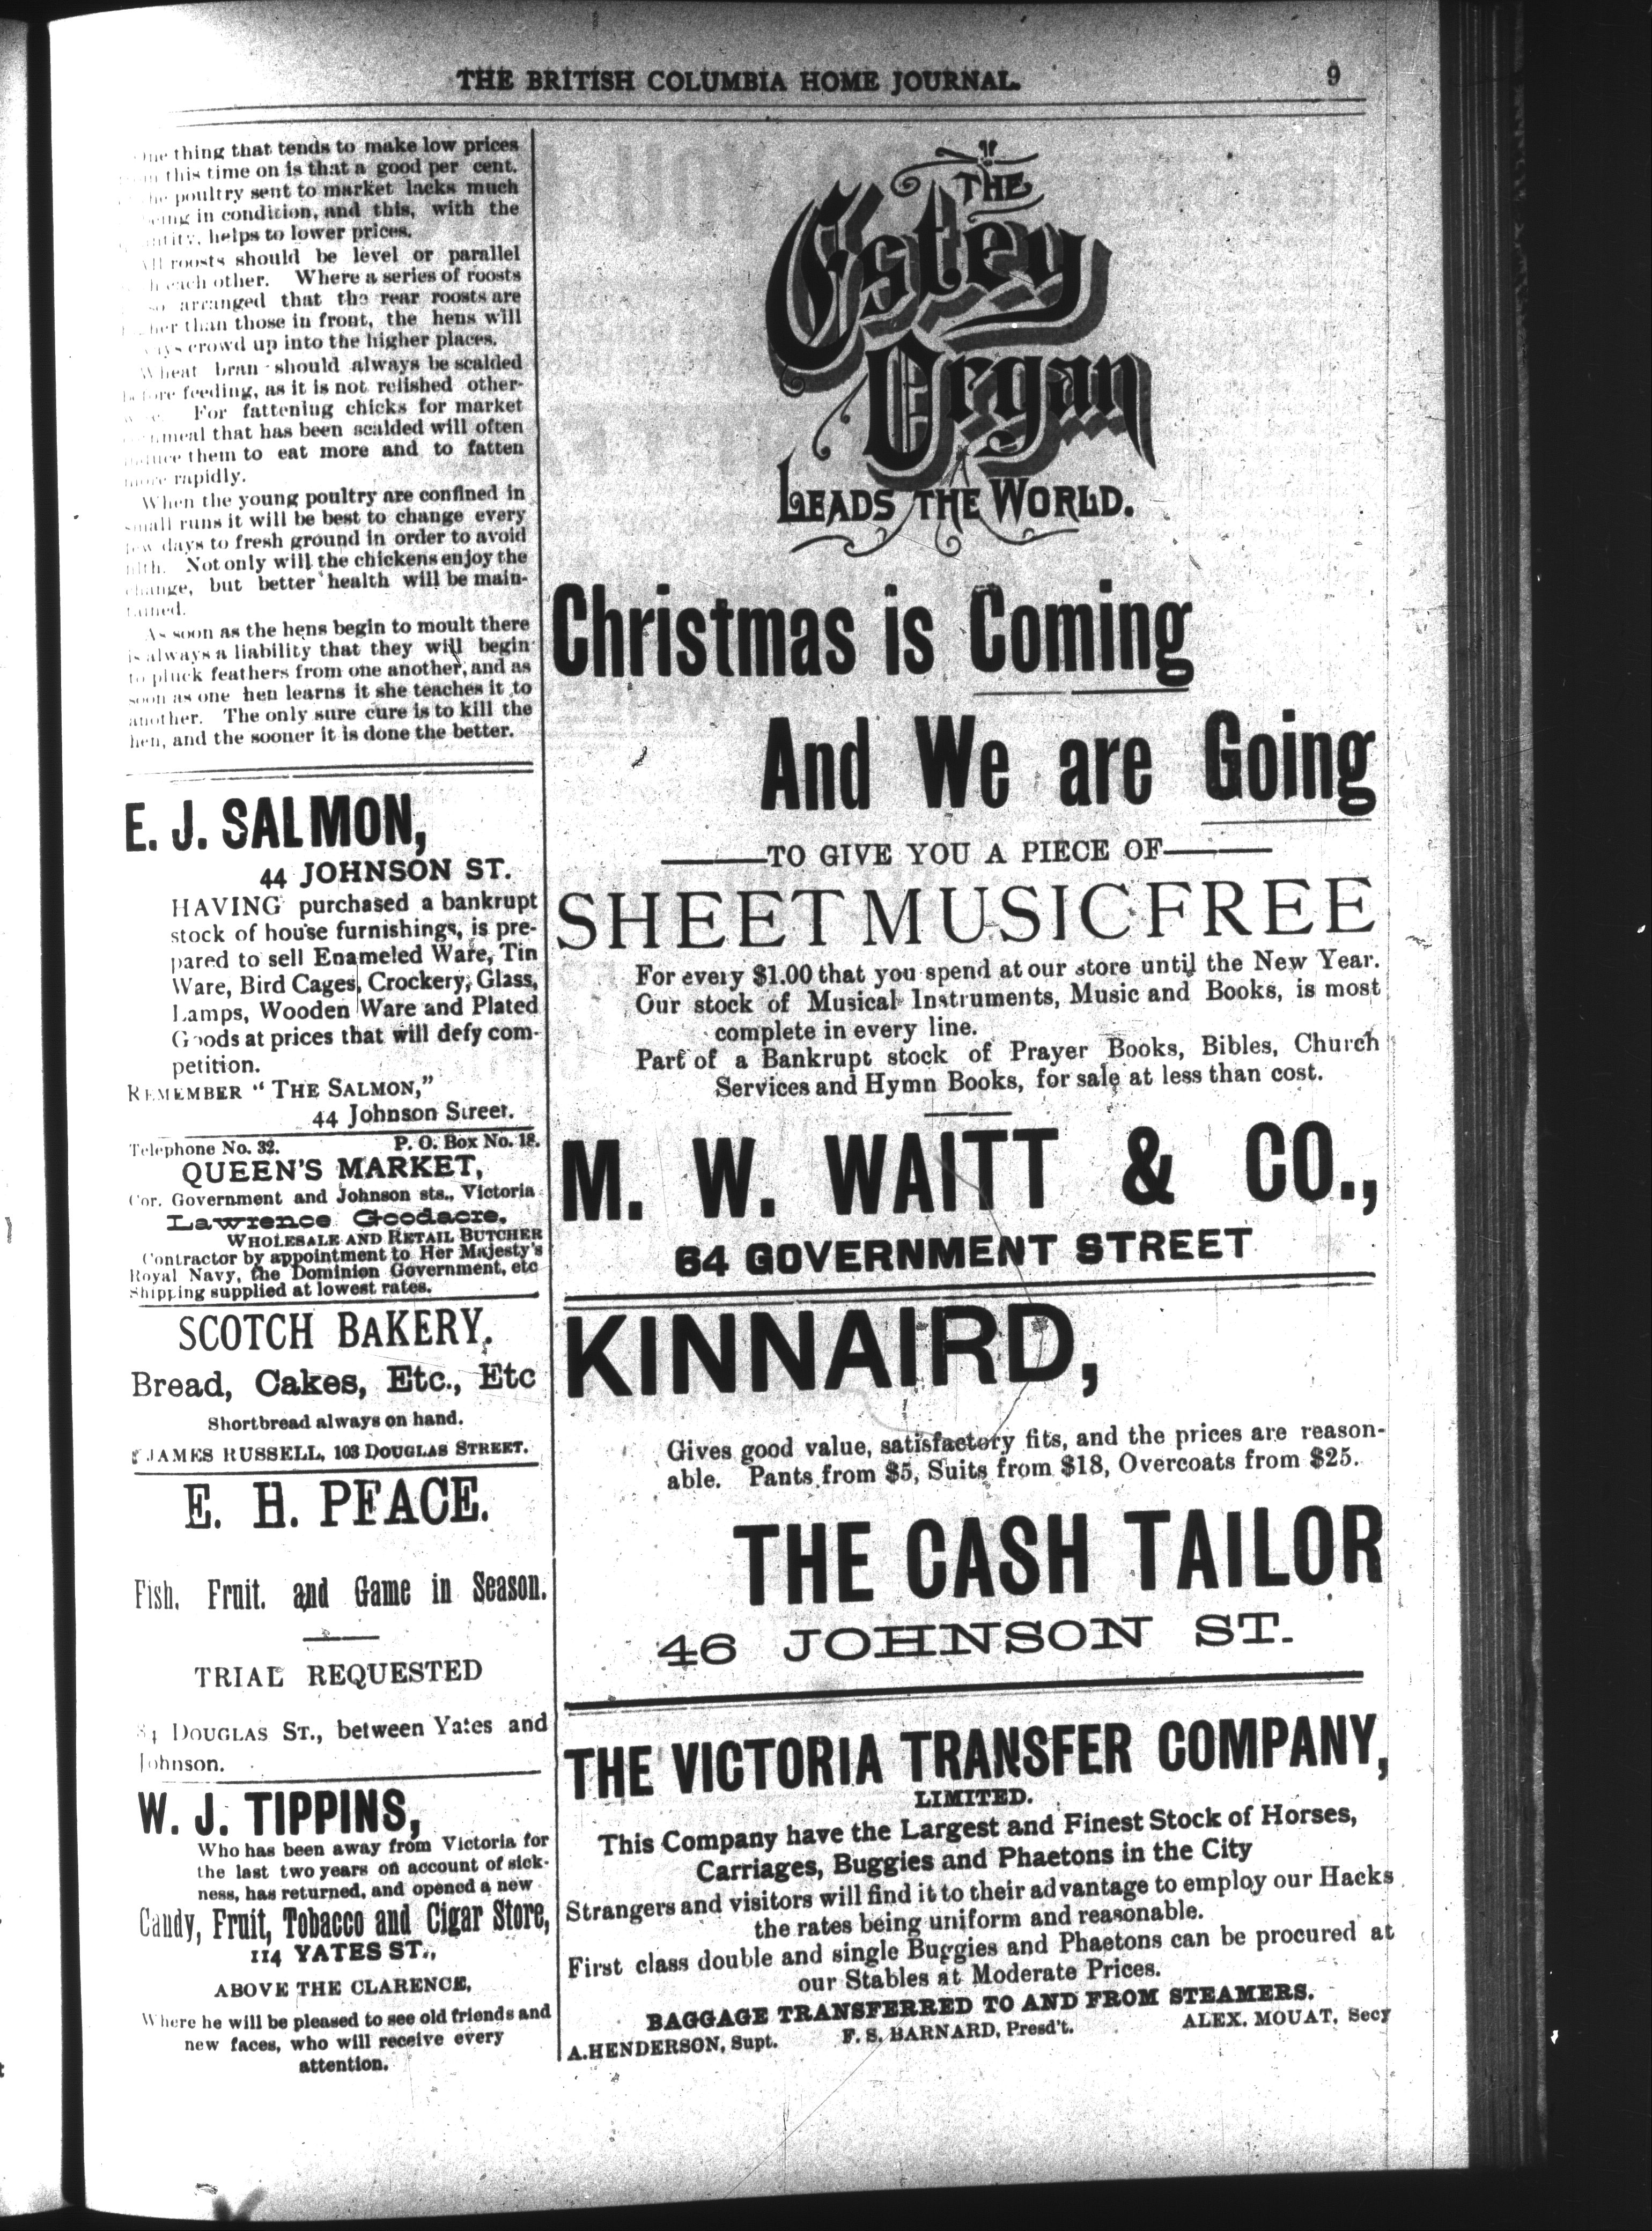 THE BRITISH COLUMBIA HOME JOURNAL.
9
thing that tends to make low prices
this time on is that a good per cent.
poultry sent to market lacks much
in condition, and this, with the
helps to lower prices.
roosts should be level or parallel
each other. Where a series of roosts
arranged that the rear roosts are
than those in front, the hens will
crowd up into the higher places.
Wheat bran should always be scalded
before feeding, as it is not relished other-
For fattening chicks for market
meal that has been scalded will often
them to eat more and to fatten
more rapidly.
When the young poultry are confined in
small runs it will be best to change every
few days to fresh ground in order to avoid
filth. Not only will the chickens enjoy the
change, but better health will be main-
tained.
As soon as the hens begin to moult there
is always a liability that they will begin
to pluck feathers from one another, and as
soon as one hen learns it she teaches it to
another. The only sure cure is to kill the
hen, and the sooner it is done the better.
E. J. SALMON,
44 JOHNSON ST.
HAVING purchased a bankrupt
stock of house furnishings, is pre-
pared to sell Enameled Ware, Tin
Ware, Bird Cages, Crockery, Glass,
Lamps, Wooden Ware and Plated
Goods at prices that will defy com-
petition.
REMEMBER "THE SALMON,"
44 Johnson Street.
Telephone No. 32. P. O. Box No. 18.
QUEEN'S MARKET,
Cor. Government and Johnson sts., Victoria
Lawrence Goodacre,
WHOLESALE AND RETAIL BUTCHER
Contractor by appointment to Her Majesty's
Royal Navy, the Dominion Government, etc
Shipping supplied at lowest rates.
SCOTCH BAKERY.
Bread, Cakes, Etc., Etc
Shortbread always on hand.
JAMES RUSSELL, 103 DOUGLAS STREET.
E. H. PEACE.
Fish, Fruit, and Game in Season.
TRIAL REQUESTED
DOUGLAS ST., between Yates and
Johnson.
W. J. TIPPINS,
Who has been away from Victoria for
the last two years on account of sick-
ness, has returned, and opened a new
Candy, Fruit, Tobacco and Cigar Store,
114 YATES ST.,
ABOVE THE CLARENCE,
Where he will be pleased to see old friends and
new faces, who will receive every
attention.
THE
Estey
Organ
LEADS THE WORLD.
Christmas is Coming
And We are Going
TO GIVE YOU A PIECE OF
SHEET MUSIC FREE
For every $1.00 that you spend at our store until the New Year.
Our stock of Musical Instruments, Music and Books, is most
complete in every line.
Part of a Bankrupt stock of Prayer Books, Bibles, Church
Services and Hymn Books, for sale at less than cost.
M. W. WAITT & CO.,
64 GOVERNMENT STREET
KINNAIRD,
Gives good value, satisfactory fits, and the prices are reason-
able. Pants from $5, Suits from $18, Overcoats from $25.
THE CASH TAILOR
46 JOHNSON ST.
THE VICTORIA TRANSFER COMPANY,
LIMITED.
This Company have the Largest and Finest Stock of Horses,
Carriages, Buggies and Phaetons in the City
Strangers and visitors will find it to their advantage to employ our Hacks
the rates being uniform and reasonable.
First class double and single Buggies and Phaetons can be procured at
our Stables at Moderate Prices.
BAGGAGE TRANSFERRED TO AND FROM STEAMERS.
A.HENDERSON, Supt. F. S. BARNARD, Presd't. ALEX. MOUAT, Secy